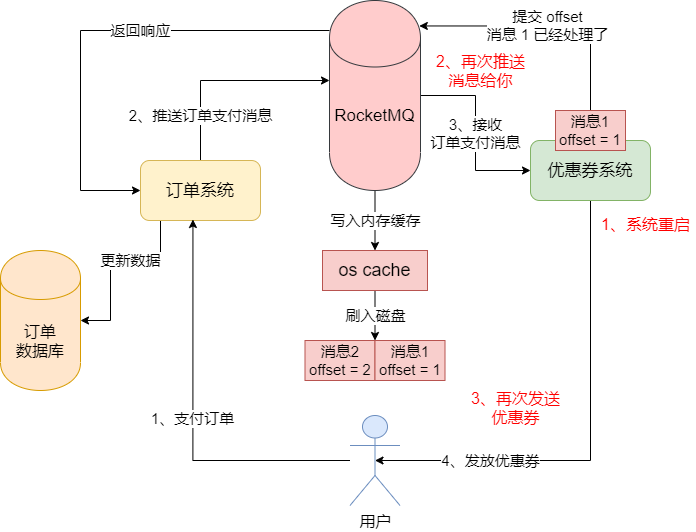 返回响应
提交 offset
消息 1 已经处理了
2、再次推送
消息给你
2、推送订单支付消息
RocketMQ
3、接收
订单支付消息
消息1
offset = 1
优惠券系统
订单系统
写入内存缓存
1、系统重启
更新数据
os cache
刷入磁盘
订单
数据库
消息2
offset = 2
消息1
offset = 1
3、再次发送
优惠券
1、支付订单
4、发放优惠券
用户